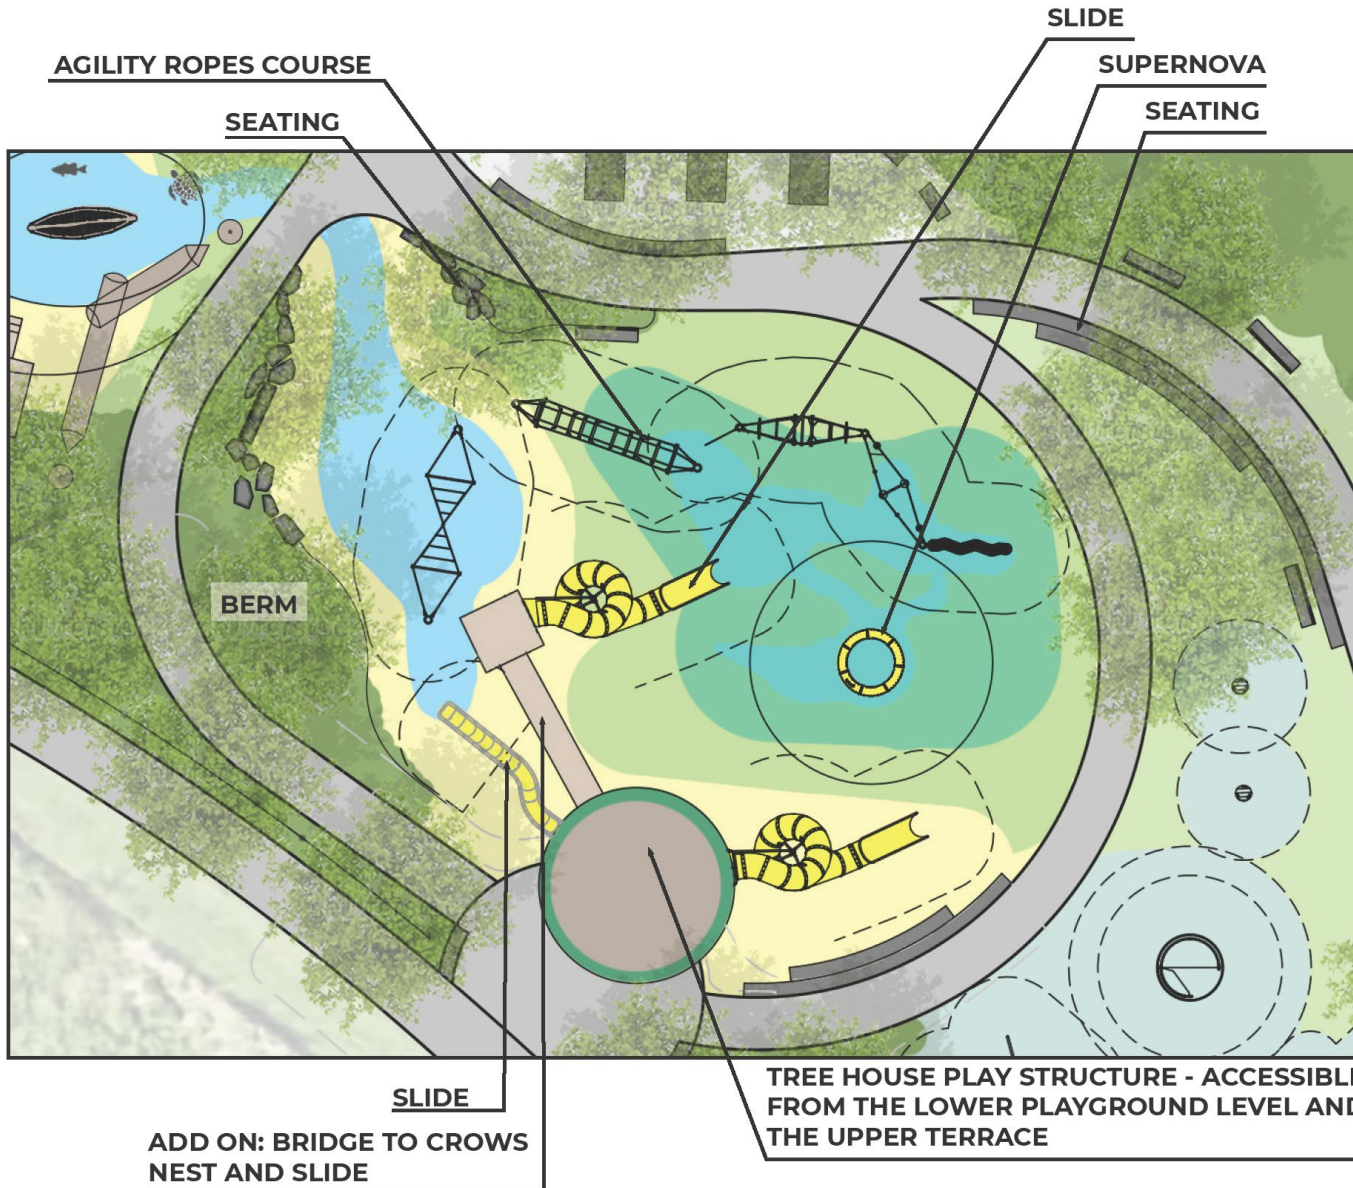 SLIDE
AGILITY ROPES COURSE
SUPERNOVA
SEATING
SEATING
BERM
SLIDE
ADD ON: BRIDGE TO CROWS
NEST AND SLIDE
TREE HOUSE PLAY STRUCTURE - ACCESSIBLE
FROM THE LOWER PLAYGROUND LEVEL AND
THE UPPER TERRACE